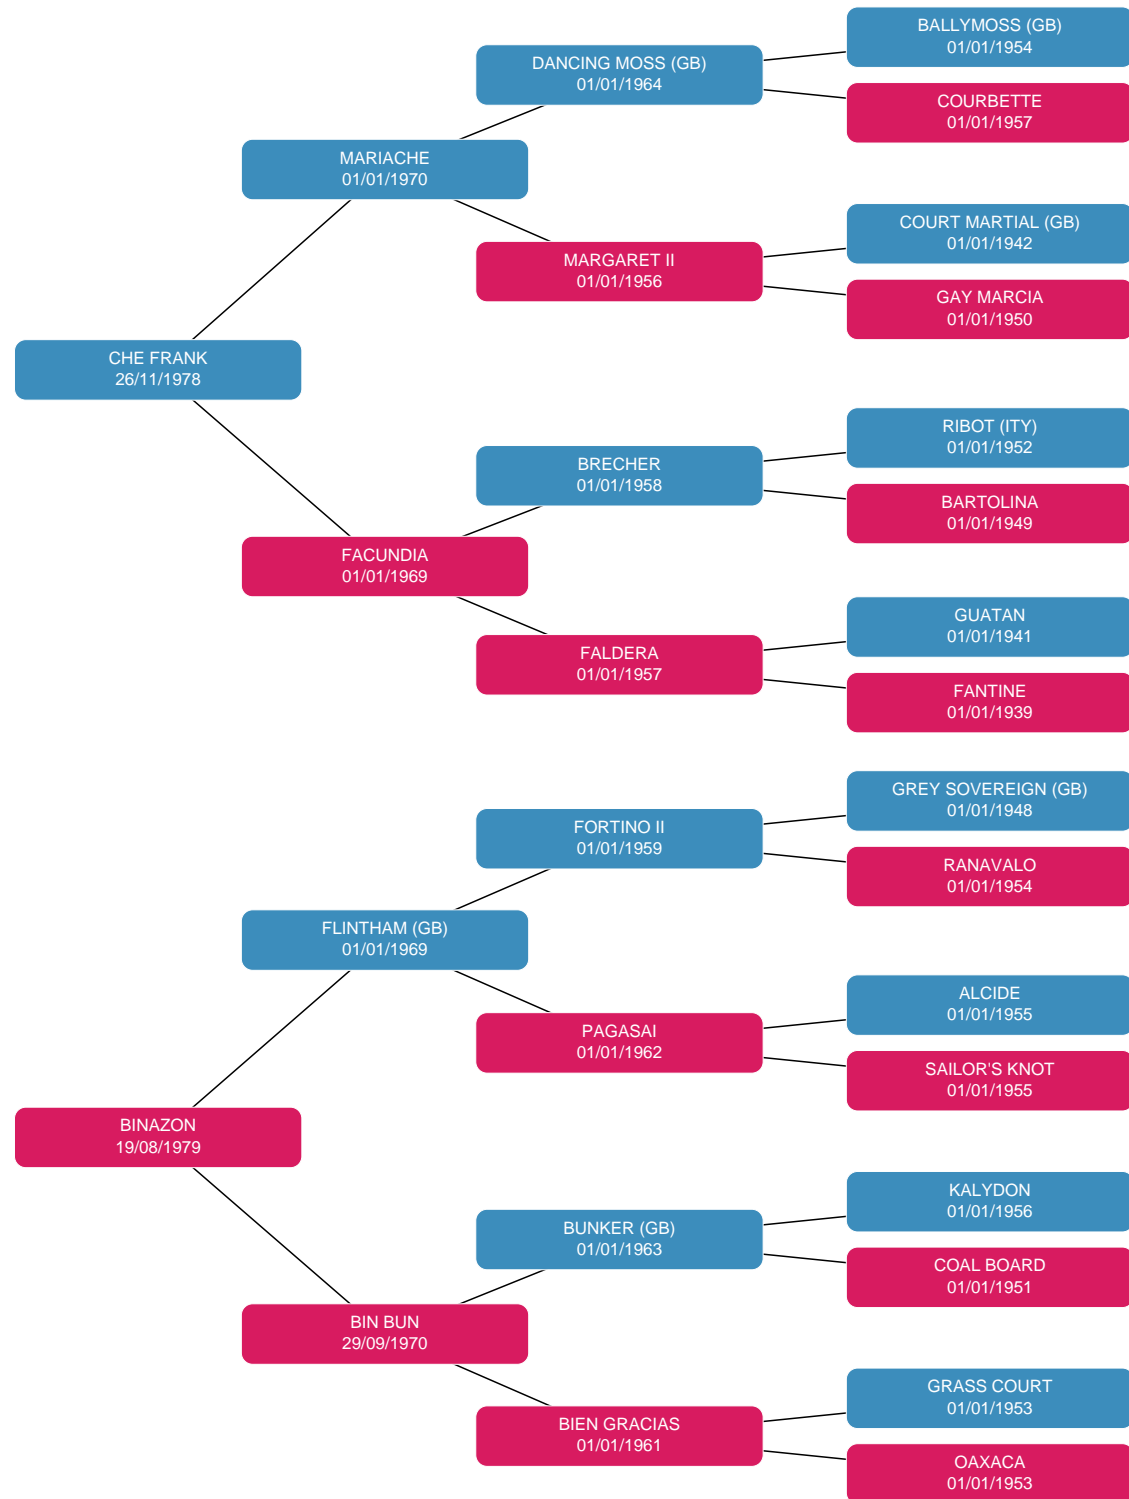 BALLYMOSS (GB)
01/01/1954
DANCING MOSS (GB)
01/01/1964
COURBETTE
01/01/1957
MARIACHE
01/01/1970
COURT MARTIAL (GB)
01/01/1942
MARGARET II
01/01/1956
GAY MARCIA
01/01/1950
CHE FRANK
26/11/1978
RIBOT (ITY)
01/01/1952
BRECHER
01/01/1958
BARTOLINA
01/01/1949
FACUNDIA
01/01/1969
GUATAN
01/01/1941
FALDERA
01/01/1957
FANTINE
01/01/1939
GREY SOVEREIGN (GB)
01/01/1948
FORTINO II
01/01/1959
RANAVALO
01/01/1954
FLINTHAM (GB)
01/01/1969
ALCIDE
01/01/1955
PAGASAI
01/01/1962
SAILOR'S KNOT
01/01/1955
BINAZON
19/08/1979
KALYDON
01/01/1956
BUNKER (GB)
01/01/1963
COAL BOARD
01/01/1951
BIN BUN
29/09/1970
GRASS COURT
01/01/1953
BIEN GRACIAS
01/01/1961
OAXACA
01/01/1953